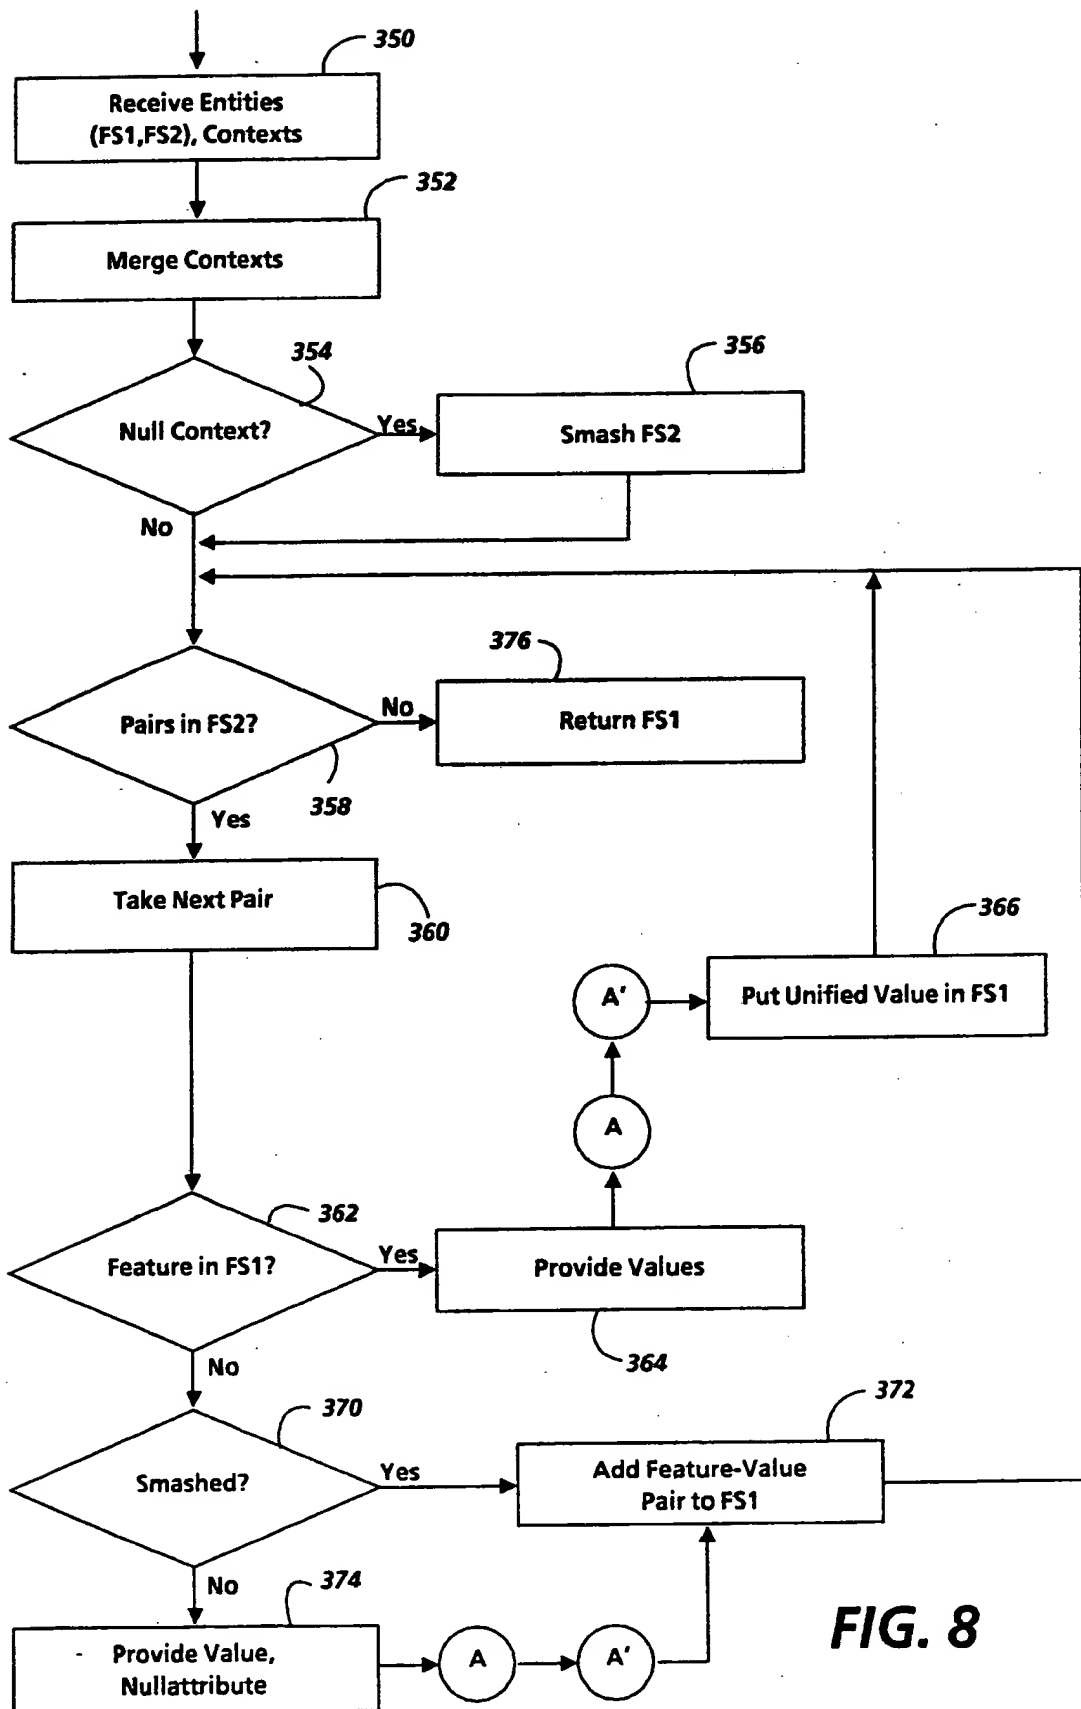 350
Receive Entities
(FS1,FS2), Contexts
352
Merge Contexts
354
356
Null Context?
Yes
Smash FS2
No
376
Pairs in FS2?
No
Return FS1
358
Yes
Take Next Pair
360
366
A'
Put Unified Value in FS1
A
362
Feature in FS1?
Yes
Provide Values
364
No
370
372
Smashed?
Yes
Add Feature-Value
Pair to FS1
No
374
Provide Value,
Nullattribute
A
A'
FIG. 8